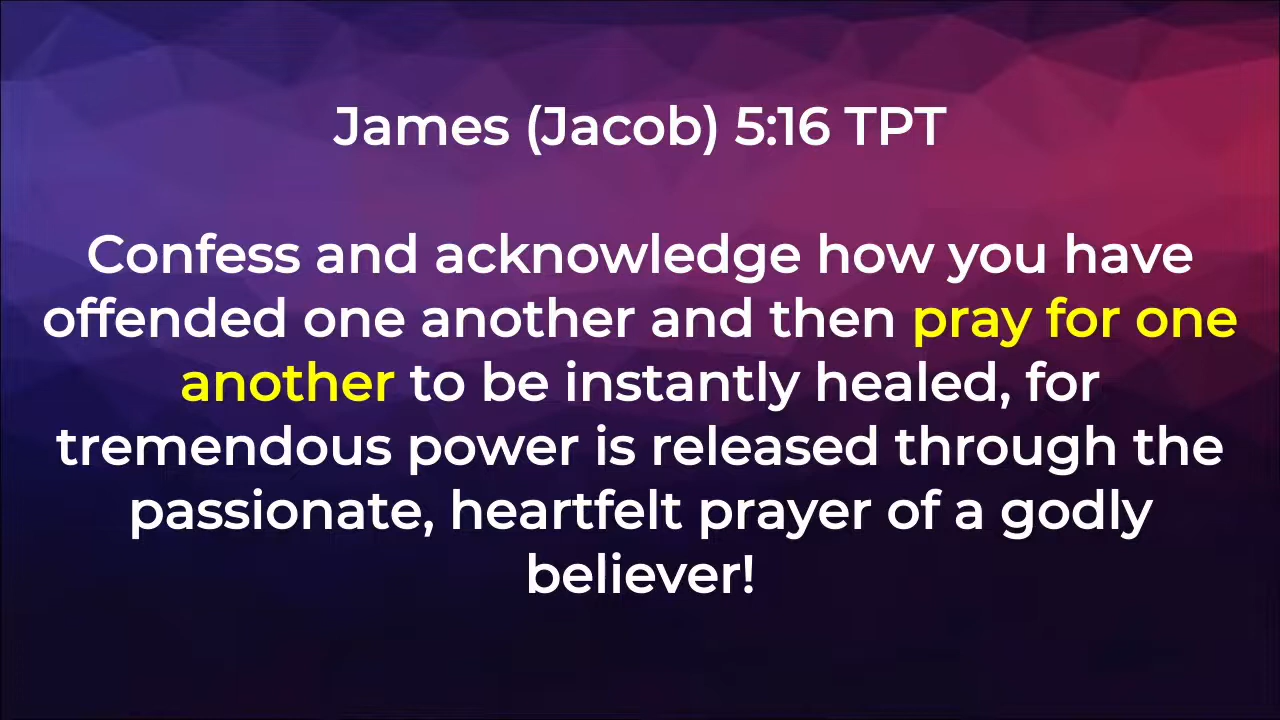 James (Jacob) 5:16 TPT
Confess and acknowledge how you have
offended one another and then pray for one
another to be instantly healed, for
tremendous power is released through the
passionate, heartfelt prayer of a godly
believer!